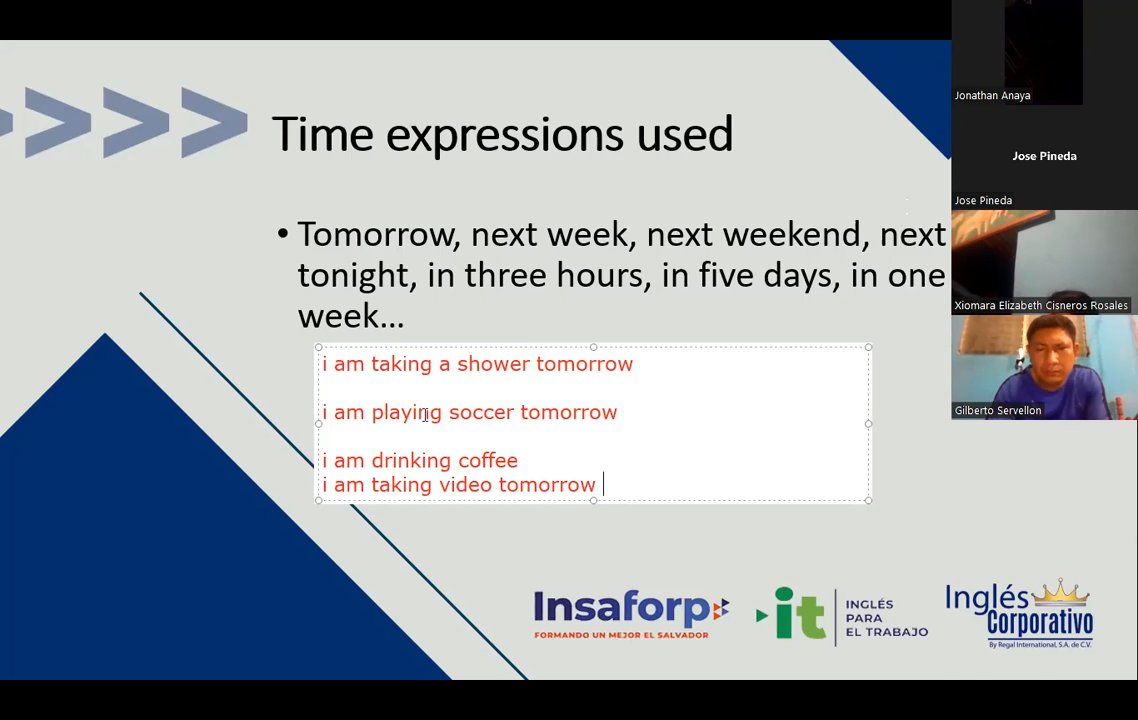 Time expressions used
• Tomorrow, next week, next weekend, next
tonight, in three hours, in five days, in one
week…
i am taking a shower tomorrow
i am playing soccer tomorrow
i am drinking coffee
i am taking video tomorrow
Insaforp
FORMANDO UN MEJOR EL SALVADOR
it
INGLÉS
PARA
EL TRABAJO
Inglés
Corporativo
By Regal International, S.A. de C.V.
Jonathan Anaya
Jose Pineda
Jose Pineda
Xiomara Elizabeth Cisneros Rosales
Gilberto Servellon